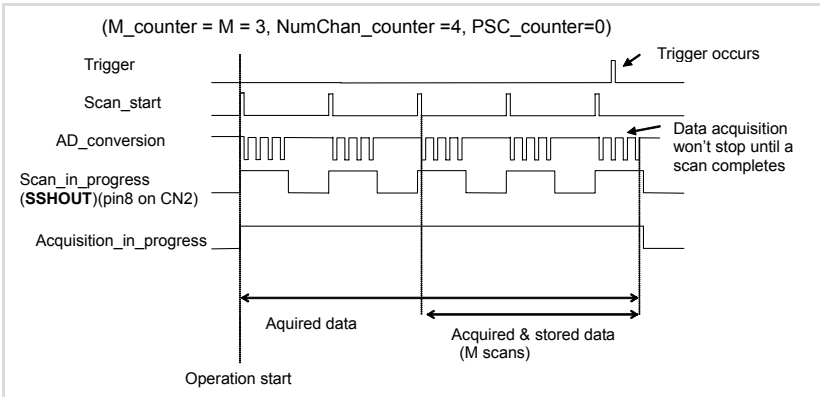 (M_counter = M = 3, NumChan_counter =4, PSC_counter=0)
Trigger
Trigger occurs
Scan_start
AD_conversion
Data acquisition
won't stop until a
scan completes
Scan_in_progress
(SSHOUT)(pin8 on CN2)
Acquisition_in_progress
Aquired data
Acquired & stored data
(M scans)
Operation start